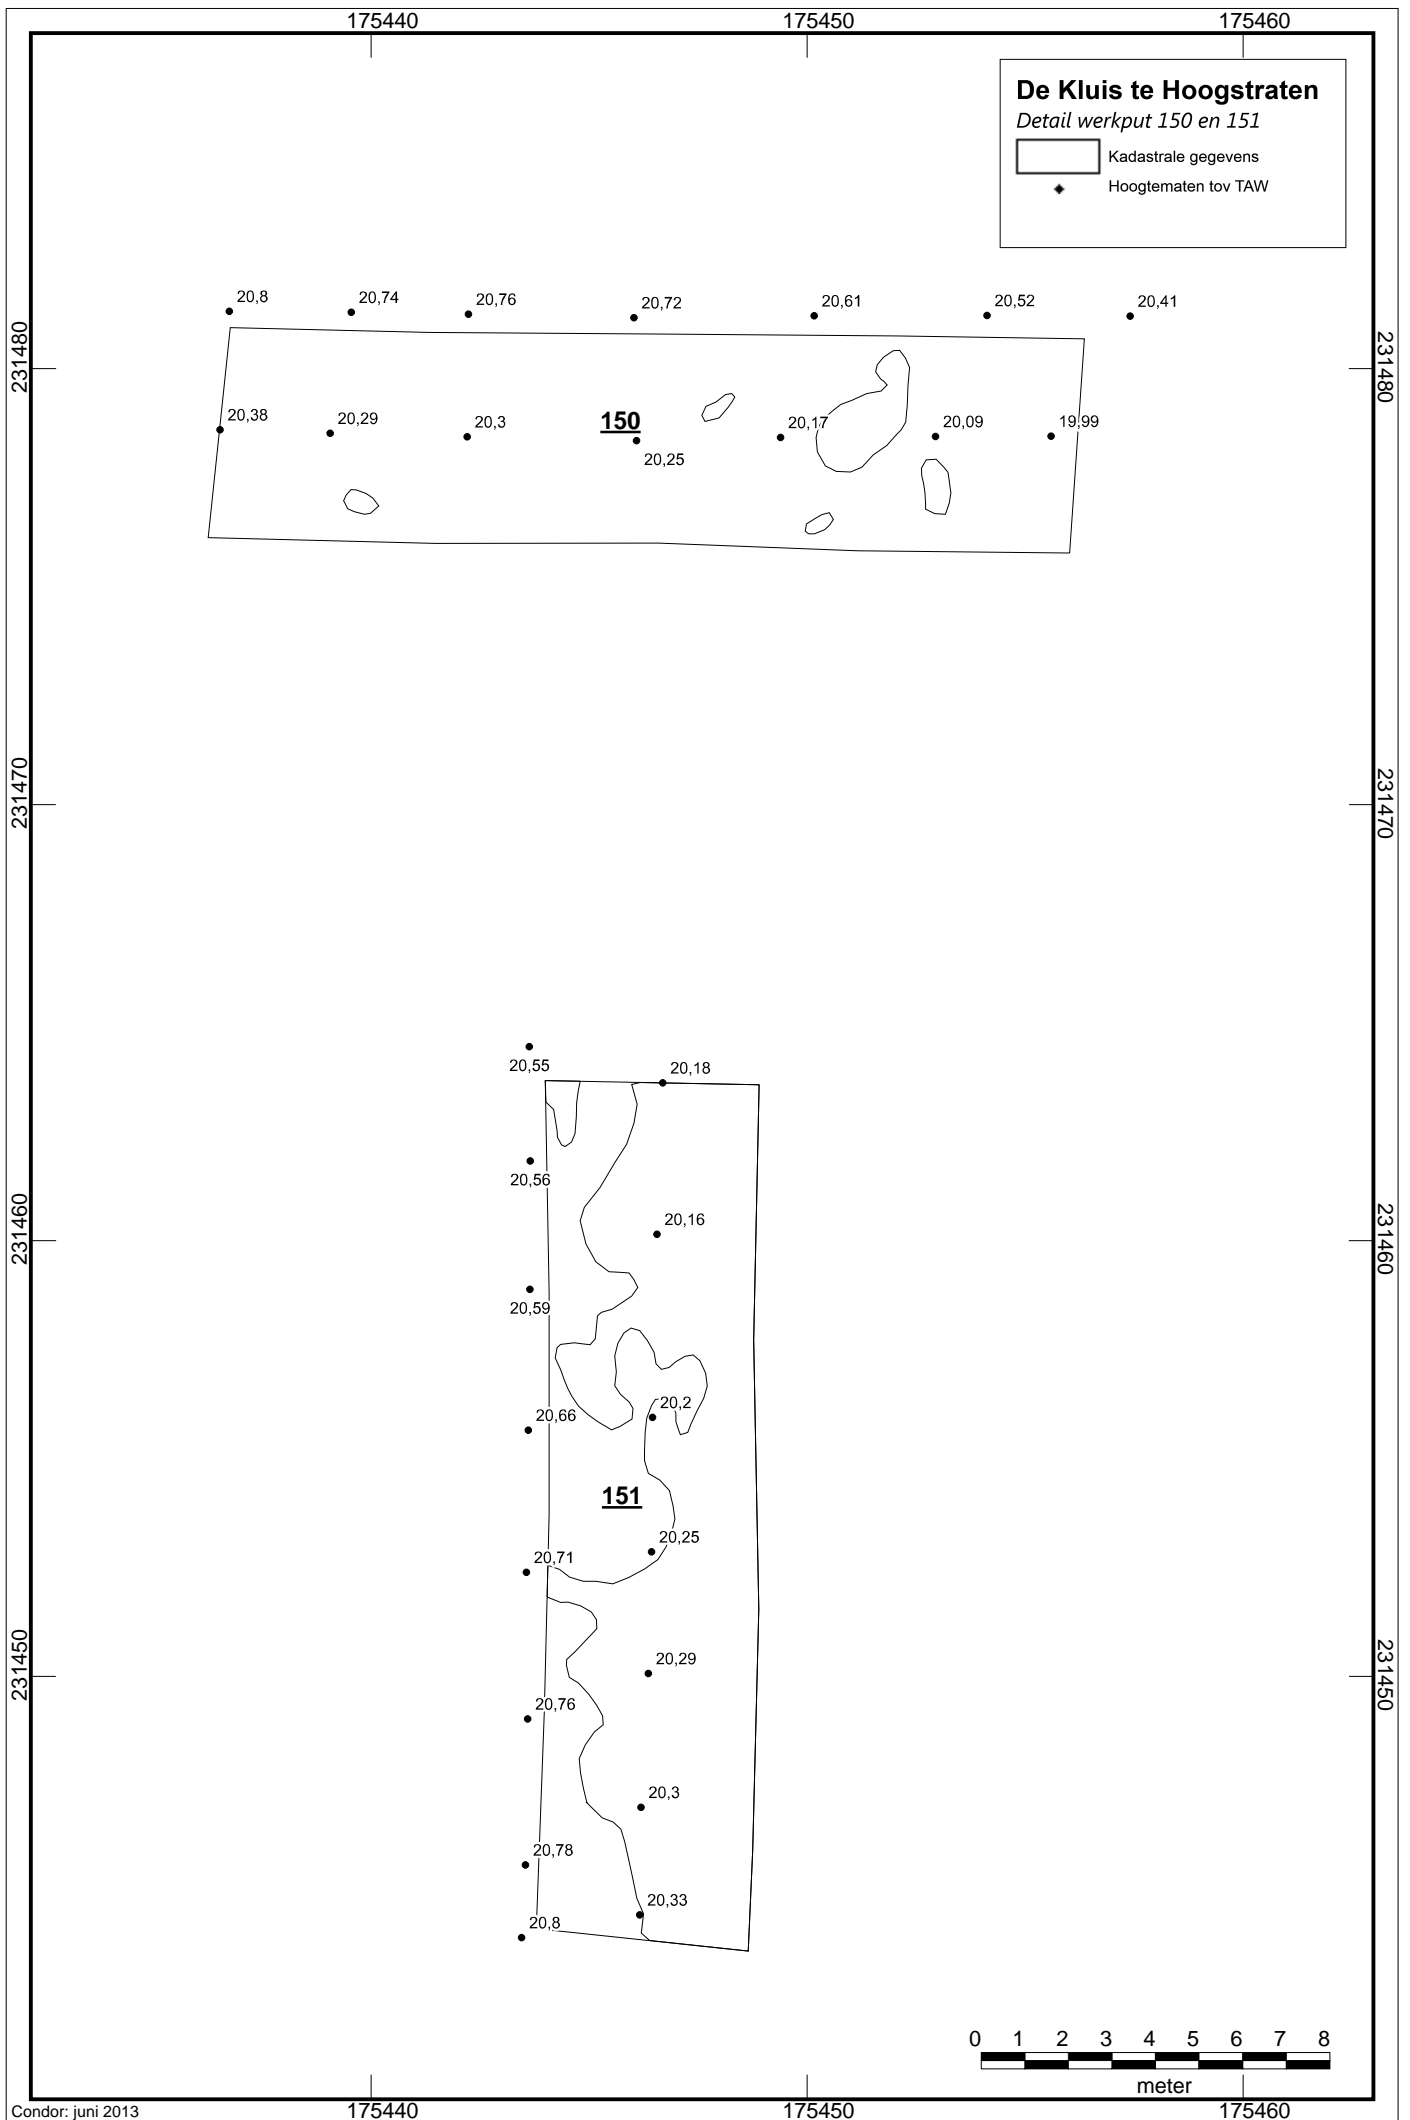 175440 175450 175460
De Kluis te Hoogstraten
Detail werkput 150 en 151
Kadastrale gegevens
Hoogtematen tov TAW
20,8 20,74 20,76 20,72 20,61 20,52 20,41
231480 231480
20,38 20,29 20,3 150 20,17 20,09 19,99
20,25
231470 231470
20,55 20,18
20,56
231460 20,16 231460
20,59
20,66 20,2
151
20,71 20,25
231450 20,29 231450
20,76
20,3
20,78
20,33
20,8
0 1 2 3 4 5 6 7 8
meter
Condor: juni 2013
175440 175450 175460